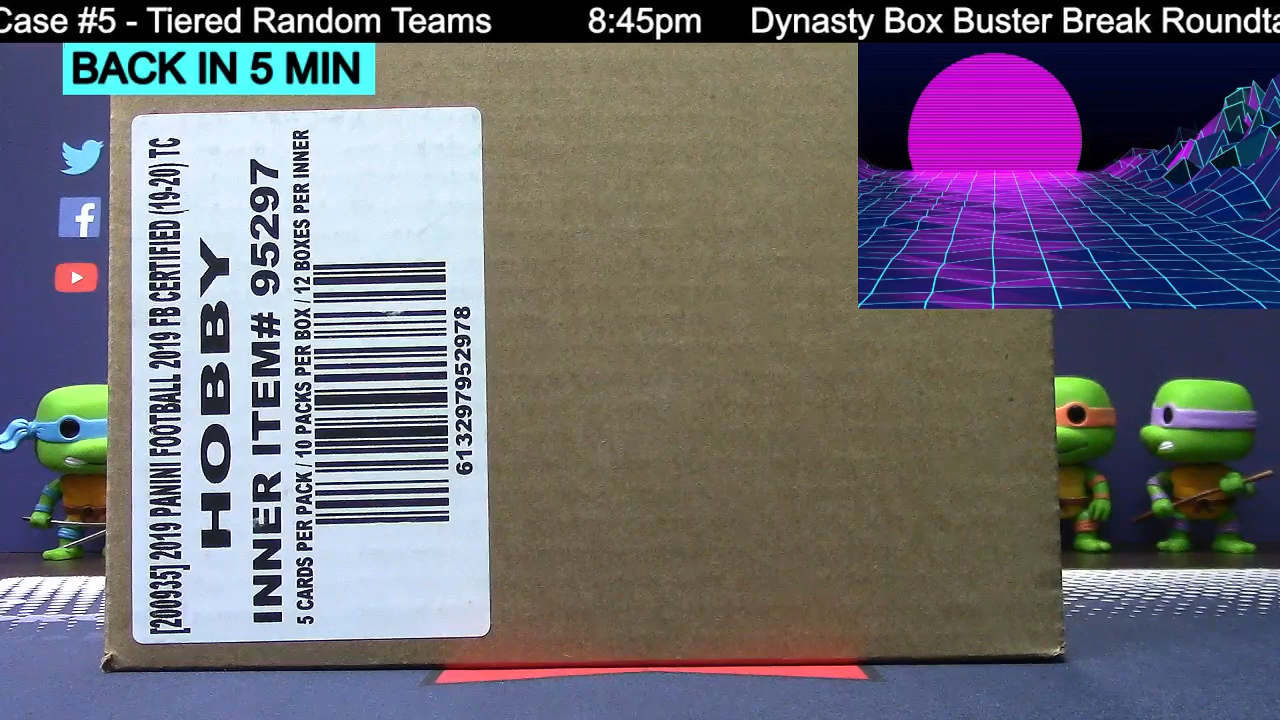 Case #5 - Tiered Random Teams 8:45pm Dynasty Box Buster Break Roundta
BACK IN 5 MIN
[200935] 2019 PANINI FOOTBALL 2019 FB CERTIFIED (19-20) TC
HOBBY
INNER ITEM# 95297
5 CARDS PER PACK / 10 PACKS PER BOX / 12 BOXES PER INNER
613297952978